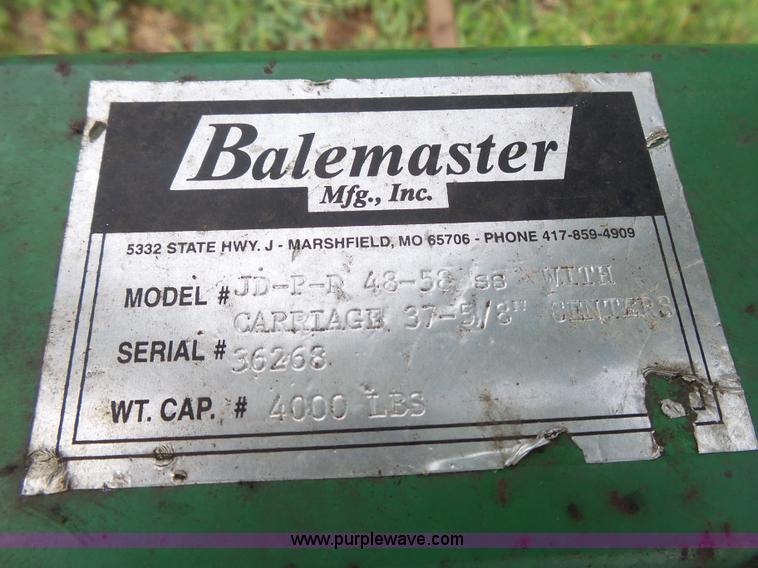 Balemaster
Mfg., Inc.
5332 STATE HWY. J - MARSHFIELD, MO 65706 - PHONE 417-859-4909
MODEL # JD-P-R 48-58 SS WITH
CARRIAGE 37-5/8" CENTERS
SERIAL # 36268
WT. CAP. # 4000 LBS
www.purplewave.com